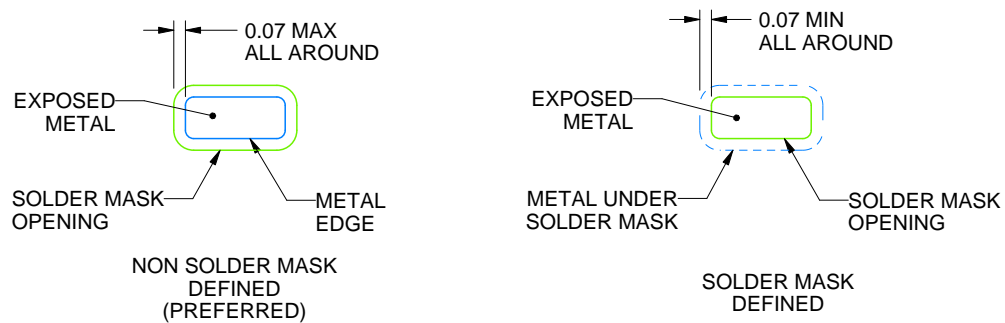 0.07 MAX
ALL AROUND
EXPOSED
METAL
SOLDER MASK
OPENING
METAL
EDGE
NON SOLDER MASK
DEFINED
(PREFERRED)
0.07 MIN
ALL AROUND
EXPOSED
METAL
METAL UNDER
SOLDER MASK
SOLDER MASK
OPENING
SOLDER MASK
DEFINED